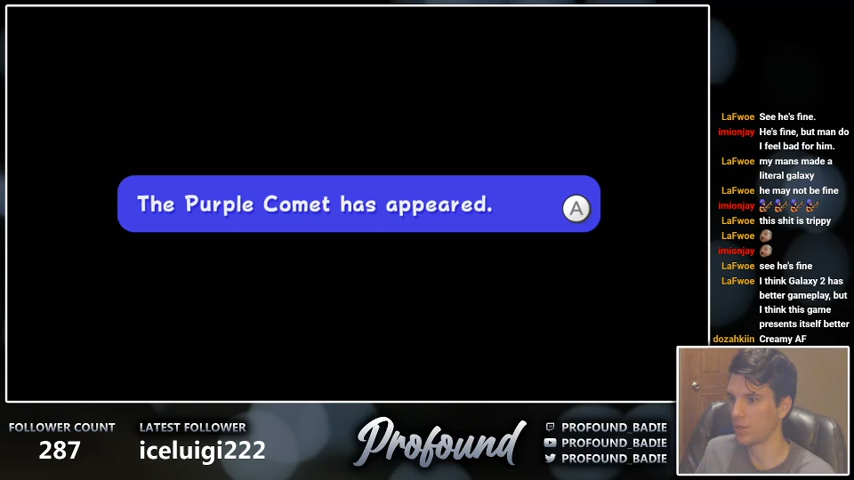 The Purple Comet has appeared.
A
LaFwoe See he's fine.
imionjay He's fine, but man do
I feel bad for him.
LaFwoe my mans made a
literal galaxy
LaFwoe he may not be fine
imionjay
LaFwoe this shit is trippy
LaFwoe
imionjay
LaFwoe see he's fine
LaFwoe I think Galaxy 2 has
better gameplay, but
I think this game
presents itself better
dozahkiin Creamy AF
FOLLOWER COUNT
287
LATEST FOLLOWER
iceluigi222
Profound
PROFOUND_BADIE
PROFOUND_BADIE
PROFOUND_BADIE